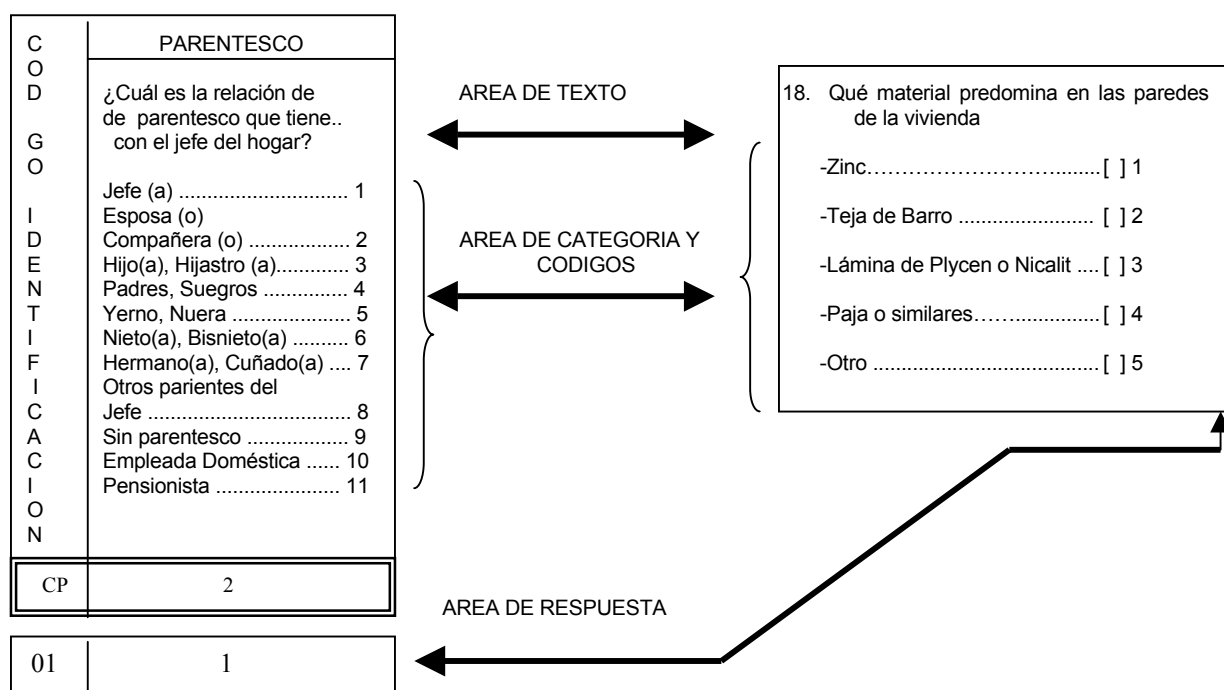 C
O
D
G
O
I
D
E
N
T
I
F
I
C
A
C
I
O
N
PARENTESCO
¿Cuál es la relación de
de parentesco que tiene..
con el jefe del hogar?
Jefe (a) .............................. 1
Esposa (o)
Compañera (o) .................. 2
Hijo(a), Hijastro (a)............. 3
Padres, Suegros ............... 4
Yerno, Nuera ..................... 5
Nieto(a), Bisnieto(a) .......... 6
Hermano(a), Cuñado(a) .... 7
Otros parientes del
Jefe .................................... 8
Sin parentesco .................. 9
Empleada Doméstica ...... 10
Pensionista ...................... 11
CP 2
01 1
AREA DE TEXTO
AREA DE CATEGORIA Y
CODIGOS
AREA DE RESPUESTA
18. Qué material predomina en las paredes
de la vivienda
-Zinc……………………….........[ ] 1
-Teja de Barro ........................ [ ] 2
-Lámina de Plycen o Nicalit ....[ ] 3
-Paja o similares……...............[ ] 4
-Otro ........................................[ ] 5